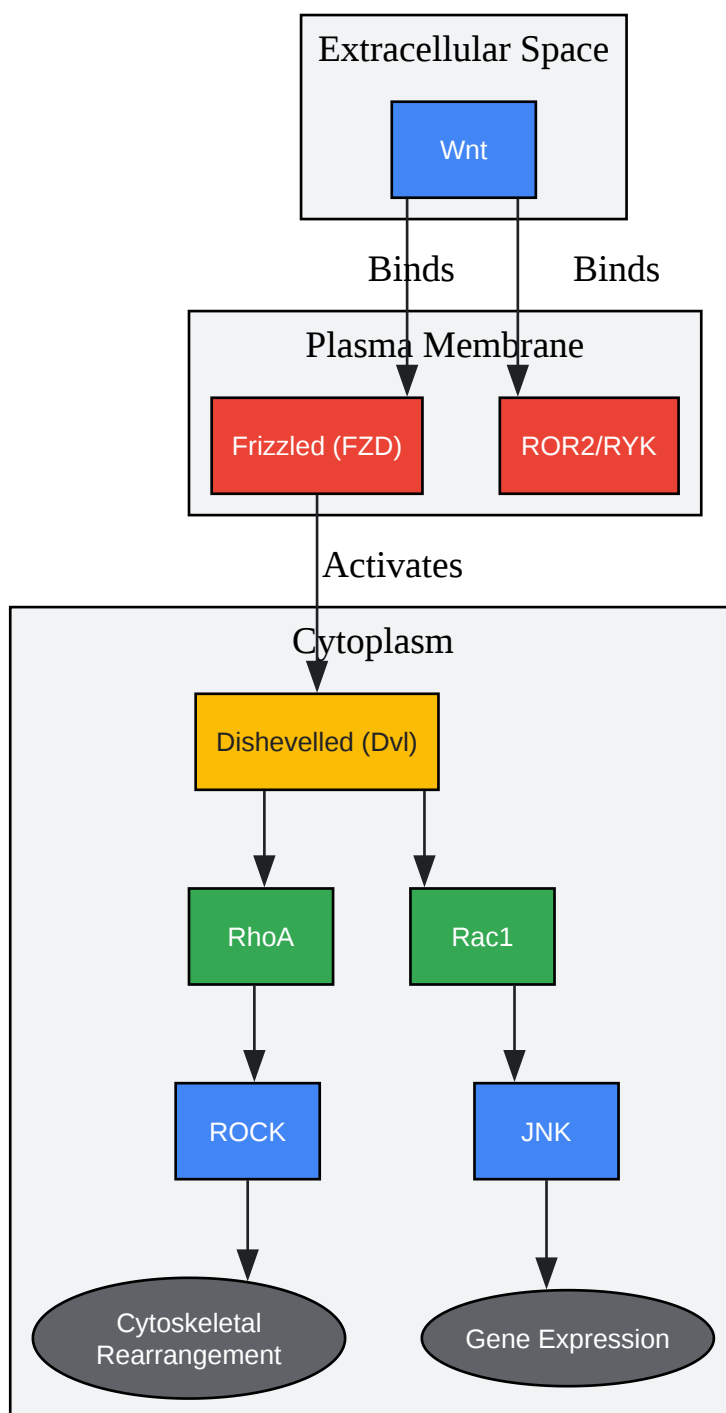 Extracellular Space
Wnt
Binds
Binds
Plasma Membrane
Frizzled (FZD)
ROR2/RYK
Activates
Cytoplasm
Dishevelled (Dvl)
RhoA
Rac1
ROCK
JNK
Cytoskeletal
Rearrangement
Gene Expression